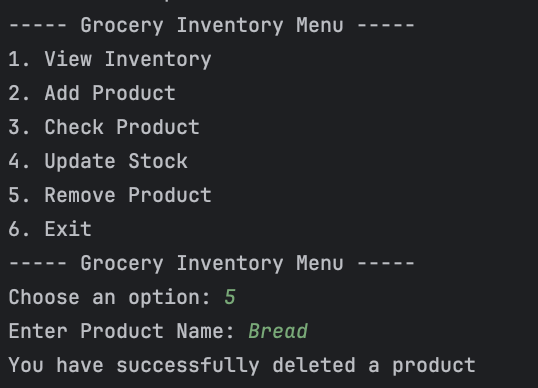 ----- Grocery Inventory Menu -----
1. View Inventory
2. Add Product
3. Check Product
4. Update Stock
5. Remove Product
6. Exit
----- Grocery Inventory Menu -----
Choose an option: 5
Enter Product Name: Bread
You have successfully deleted a product